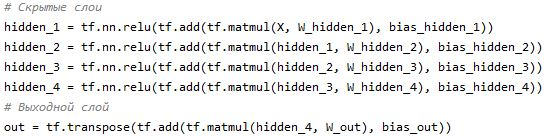 # Скрытые слои
hidden_1 = tf.nn.relu(tf.add(tf.matmul(X, W_hidden_1), bias_hidden_1))
hidden_2 = tf.nn.relu(tf.add(tf.matmul(hidden_1, W_hidden_2), bias_hidden_2))
hidden_3 = tf.nn.relu(tf.add(tf.matmul(hidden_2, W_hidden_3), bias_hidden_3))
hidden_4 = tf.nn.relu(tf.add(tf.matmul(hidden_3, W_hidden_4), bias_hidden_4))
# Выходной слой
out = tf.transpose(tf.add(tf.matmul(hidden_4, W_out), bias_out))